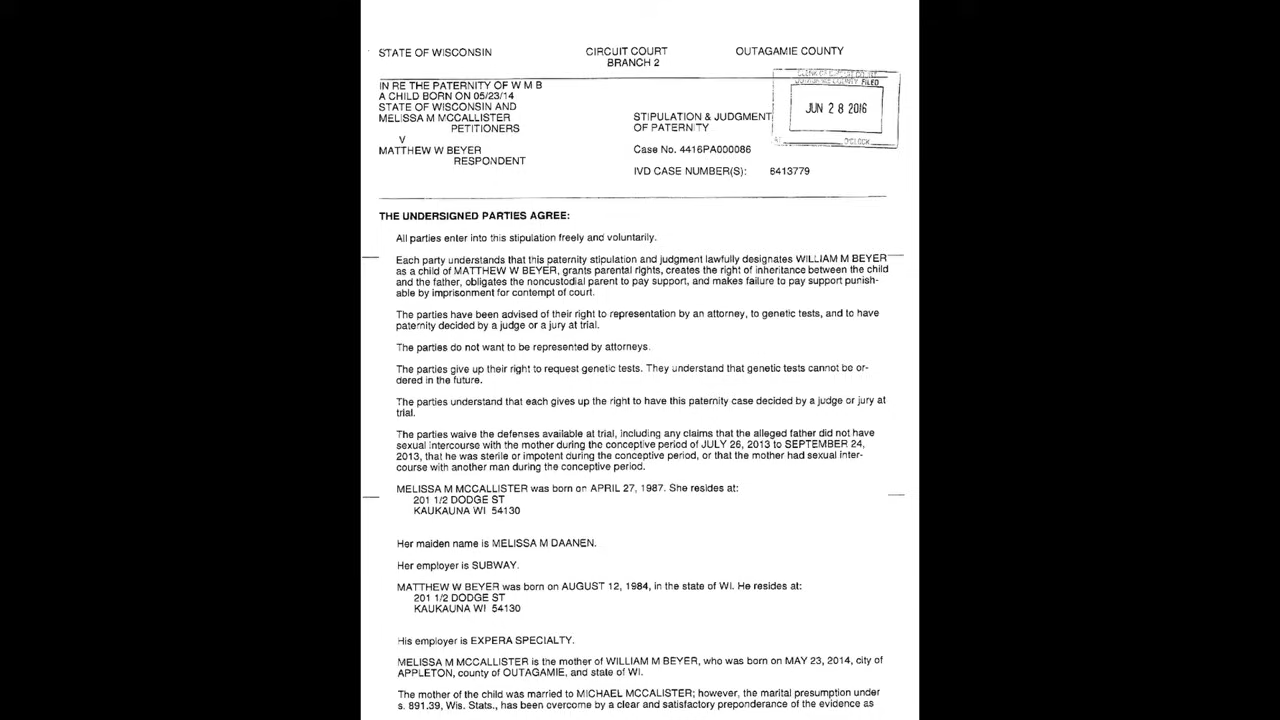 STATE OF WISCONSIN CIRCUIT COURT OUTAGAMIE COUNTY
BRANCH 2
IN RE THE PATERNITY OF W M B
A CHILD BORN ON 05/23/14
STATE OF WISCONSIN AND
MELISSA M MCCALLISTER
PETITIONERS
V
MATTHEW W BEYER
RESPONDENT
STIPULATION & JUDGMENT
OF PATERNITY
Case No. 4416PA000086
IVD CASE NUMBER(S): 6413779
FILED
JUN 28 2016
O'CLOCK
THE UNDERSIGNED PARTIES AGREE:
All parties enter into this stipulation freely and voluntarily.
Each party understands that this paternity stipulation and judgment lawfully designates WILLIAM M BEYER
as a child of MATTHEW W BEYER, grants parental rights, creates the right of inheritance between the child
and the father, obligates the noncustodial parent to pay support, and makes failure to pay support punish-
able by imprisonment for contempt of court.
The parties have been advised of their right to representation by an attorney, to genetic tests, and to have
paternity decided by a judge or a jury at trial.
The parties do not want to be represented by attorneys.
The parties give up their right to request genetic tests. They understand that genetic tests cannot be or-
dered in the future.
The parties understand that each gives up the right to have this paternity case decided by a judge or jury at
trial.
The parties waive the defenses available at trial, including any claims that the alleged father did not have
sexual intercourse with the mother during the conceptive period of JULY 26, 2013 to SEPTEMBER 24,
2013, that he was sterile or impotent during the conceptive period, or that the mother had sexual inter-
course with another man during the conceptive period.
MELISSA M MCCALLISTER was born on APRIL 27, 1987. She resides at:
201 1/2 DODGE ST
KAUKAUNA WI 54130
Her maiden name is MELISSA M DAANEN.
Her employer is SUBWAY.
MATTHEW W BEYER was born on AUGUST 12, 1984, in the state of WI. He resides at:
201 1/2 DODGE ST
KAUKAUNA WI 54130
His employer is EXPERA SPECIALTY.
MELISSA M MCCALLISTER is the mother of WILLIAM M BEYER, who was born on MAY 23, 2014, city of
APPLETON, county of OUTAGAMIE, and state of WI.
The mother of the child was married to MICHAEL MCCALISTER; however, the marital presumption under
s. 891.39, Wis. Stats., has been overcome by a clear and satisfactory preponderance of the evidence as